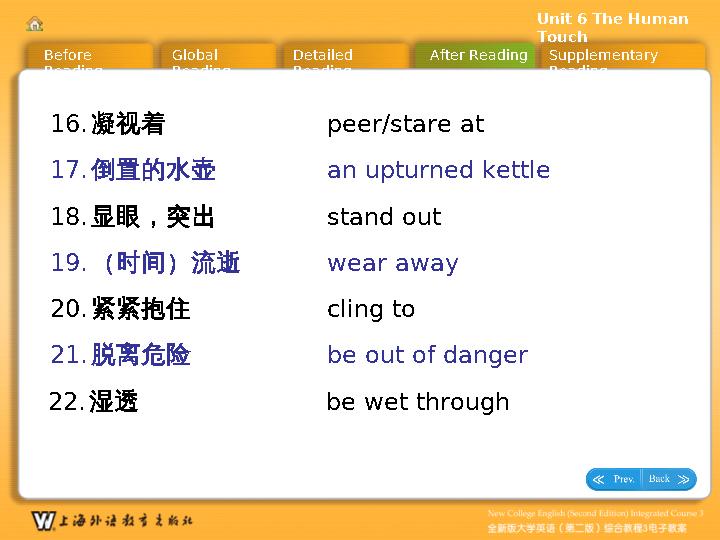 Unit 6 The Human
Touch
Before
Reading
Global
Reading
Detailed
Reading
After Reading
Supplementary
Reading
16. 凝视着 peer/stare at
17. 倒置的水壶 an upturned kettle
18. 显眼，突出 stand out
19. （时间）流逝 wear away
20. 紧紧抱住 cling to
21. 脱离危险 be out of danger
22. 湿透 be wet through
Prev. Back
上海外语教育出版社
New College English (Second Edition) Integrated Course 3
全新版大学英语（第二版）综合教程3电子教案